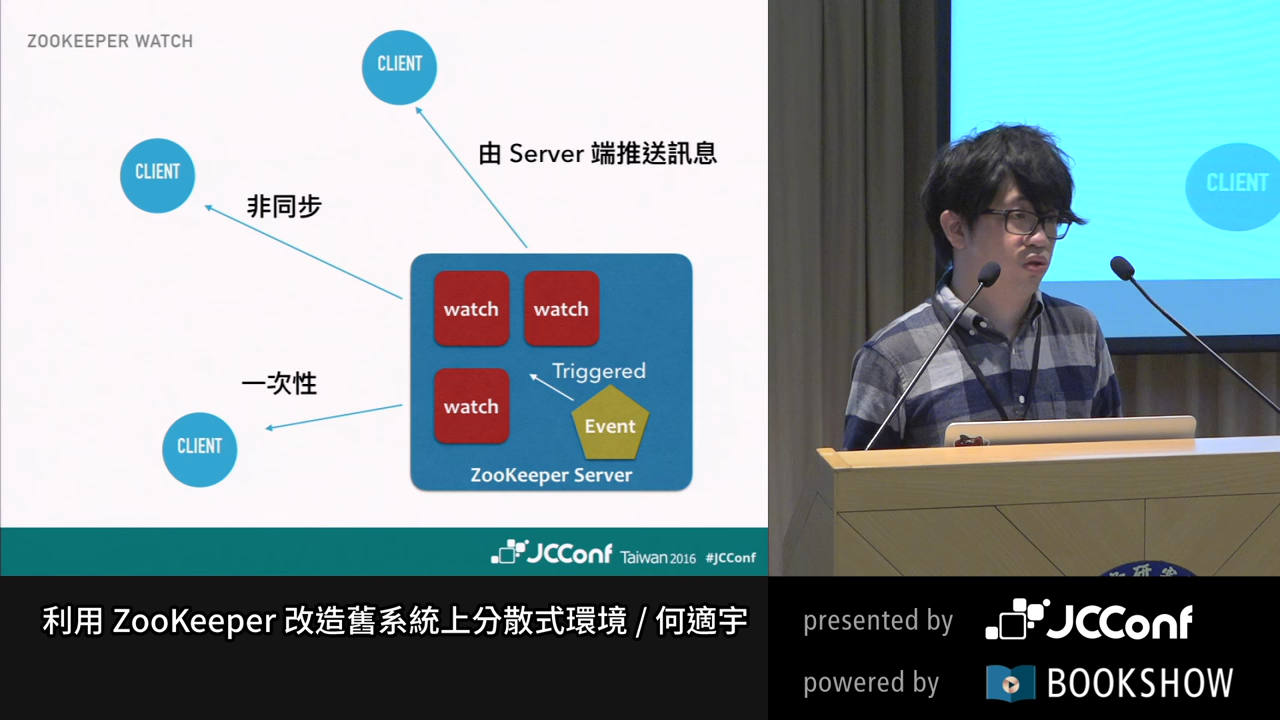 ZOOKEEPER WATCH
CLIENT
由 Server 端推送訊息
CLIENT
CLIENT
非同步
watch
watch
一次性
Triggered
watch
Event
CLIENT
ZooKeeper Server
JCConf Taiwan 2016 #JCConf
利用 ZooKeeper 改造舊系統上分散式環境 / 何適宇
presented by JCConf
powered by BOOKSHOW